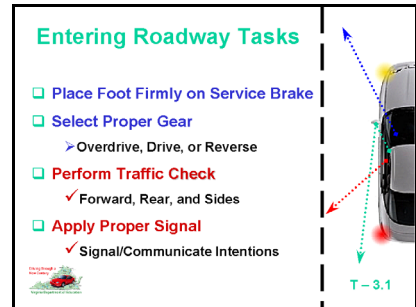 Entering Roadway Tasks
Place Foot Firmly on Service Brake
Select Proper Gear
Overdrive, Drive, or Reverse
Perform Traffic Check
Forward, Rear, and Sides
Apply Proper Signal
Signal/Communicate Intentions
T – 3.1